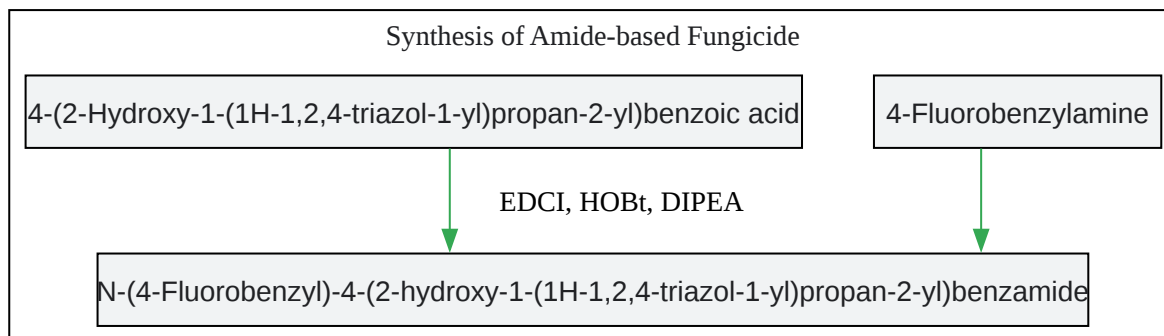 Synthesis of Amide-based Fungicide
4-(2-Hydroxy-1-(1H-1,2,4-triazol-1-yl)propan-2-yl)benzoic acid
4-Fluorobenzylamine
EDCI, HOBt, DIPEA
N-(4-Fluorobenzyl)-4-(2-hydroxy-1-(1H-1,2,4-triazol-1-yl)propan-2-yl)benzamide